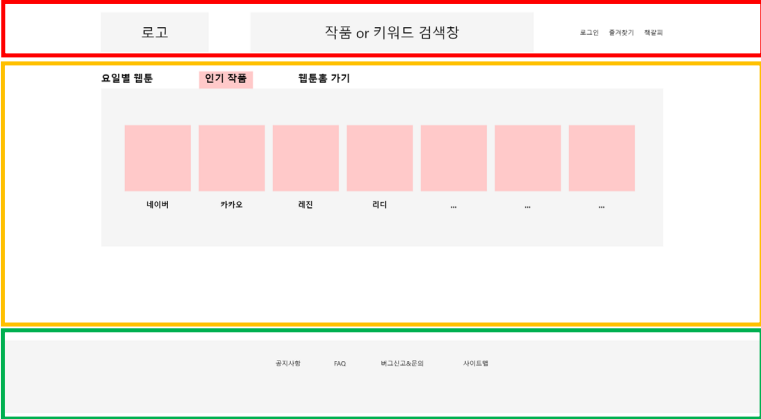 로고 작품 or 키워드 검색창 로그인 즐겨찾기 책갈피
요일별 웹툰 인기 작품 웹툰홈 가기
네이버 카카오 레진 리디 ... ... ...
공지사항 FAQ 버그신고&문의 사이트맵